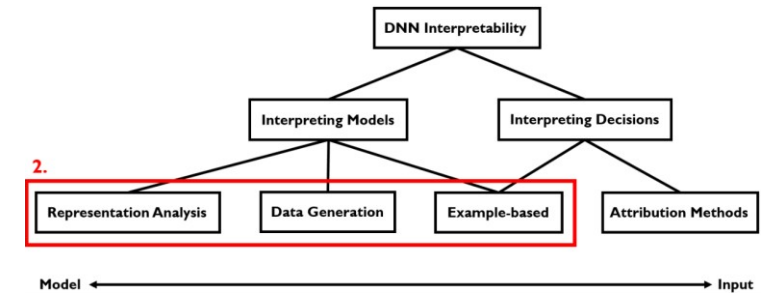 DNN Interpretability
Interpreting Models
Interpreting Decisions
2.
Representation Analysis
Data Generation
Example-based
Attribution Methods
Model
Input